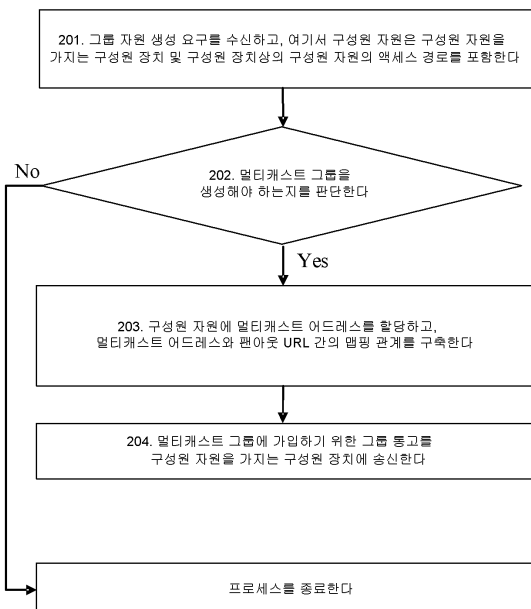 201. 그룹 자원 생성 요구를 수신하고, 여기서 구성원 자원은 구성원 자원을
가지는 구성원 장치 및 구성원 장치상의 구성원 자원의 액세스 경로를 포함한다
No
202. 멀티캐스트 그룹을
생성해야 하는지를 판단한다
Yes
203. 구성원 자원에 멀티캐스트 어드레스를 할당하고,
멀티캐스트 어드레스와 팬아웃 URL 간의 맵핑 관계를 구축한다
204. 멀티캐스트 그룹에 가입하기 위한 그룹 통고를
구성원 자원을 가지는 구성원 장치에 송신한다
프로세스를 종료한다